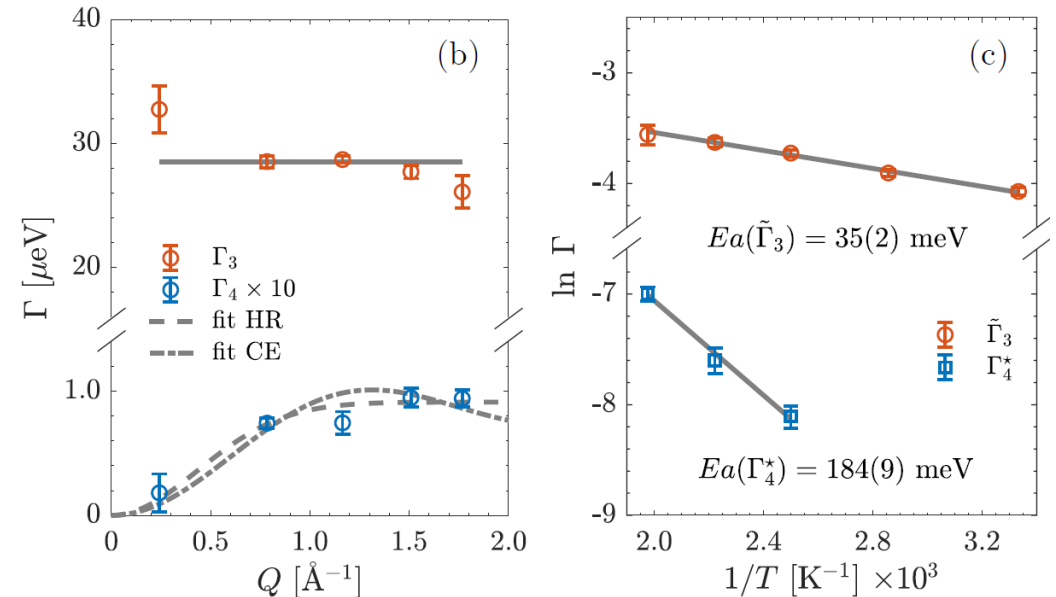 (b)
Γ [μeV]
40
30
20
1.0
0
Γ₃
Γ₄ × 10
fit HR
fit CE
0
0.5
1.0
1.5
2.0
Q [Å⁻¹]
(c)
ln Γ
-3
-4
-7
-8
-9
Ea(Γ̃₃) = 35(2) meV
Γ̃₃
Γ₄⋆
Ea(Γ₄⋆) = 184(9) meV
2.0
2.4
2.8
3.2
1/T [K⁻¹] ×10³